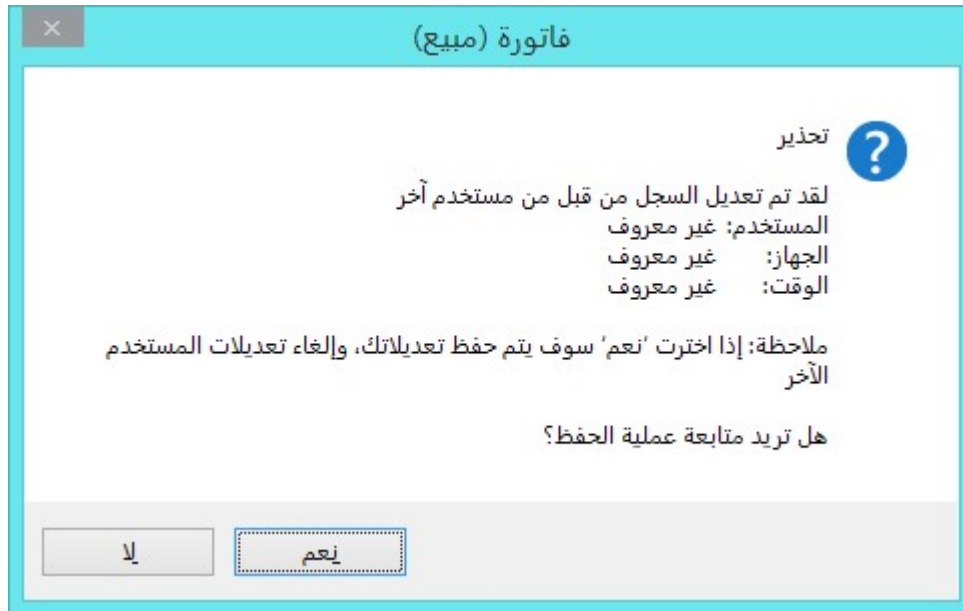 فاتورة (مبيع)
تحذير
لقد تم تعديل السجل من قبل من مستخدم آخر
المستخدم: غير معروف
الجهاز: غير معروف
الوقت: غير معروف
ملاحظة: إذا اخترت ’نعم‘ سوف يتم حفظ تعديلاتك، وإلغاء تعديلات المستخدم
الآخر
هل تريد متابعة عملية الحفظ؟
نعم
لا